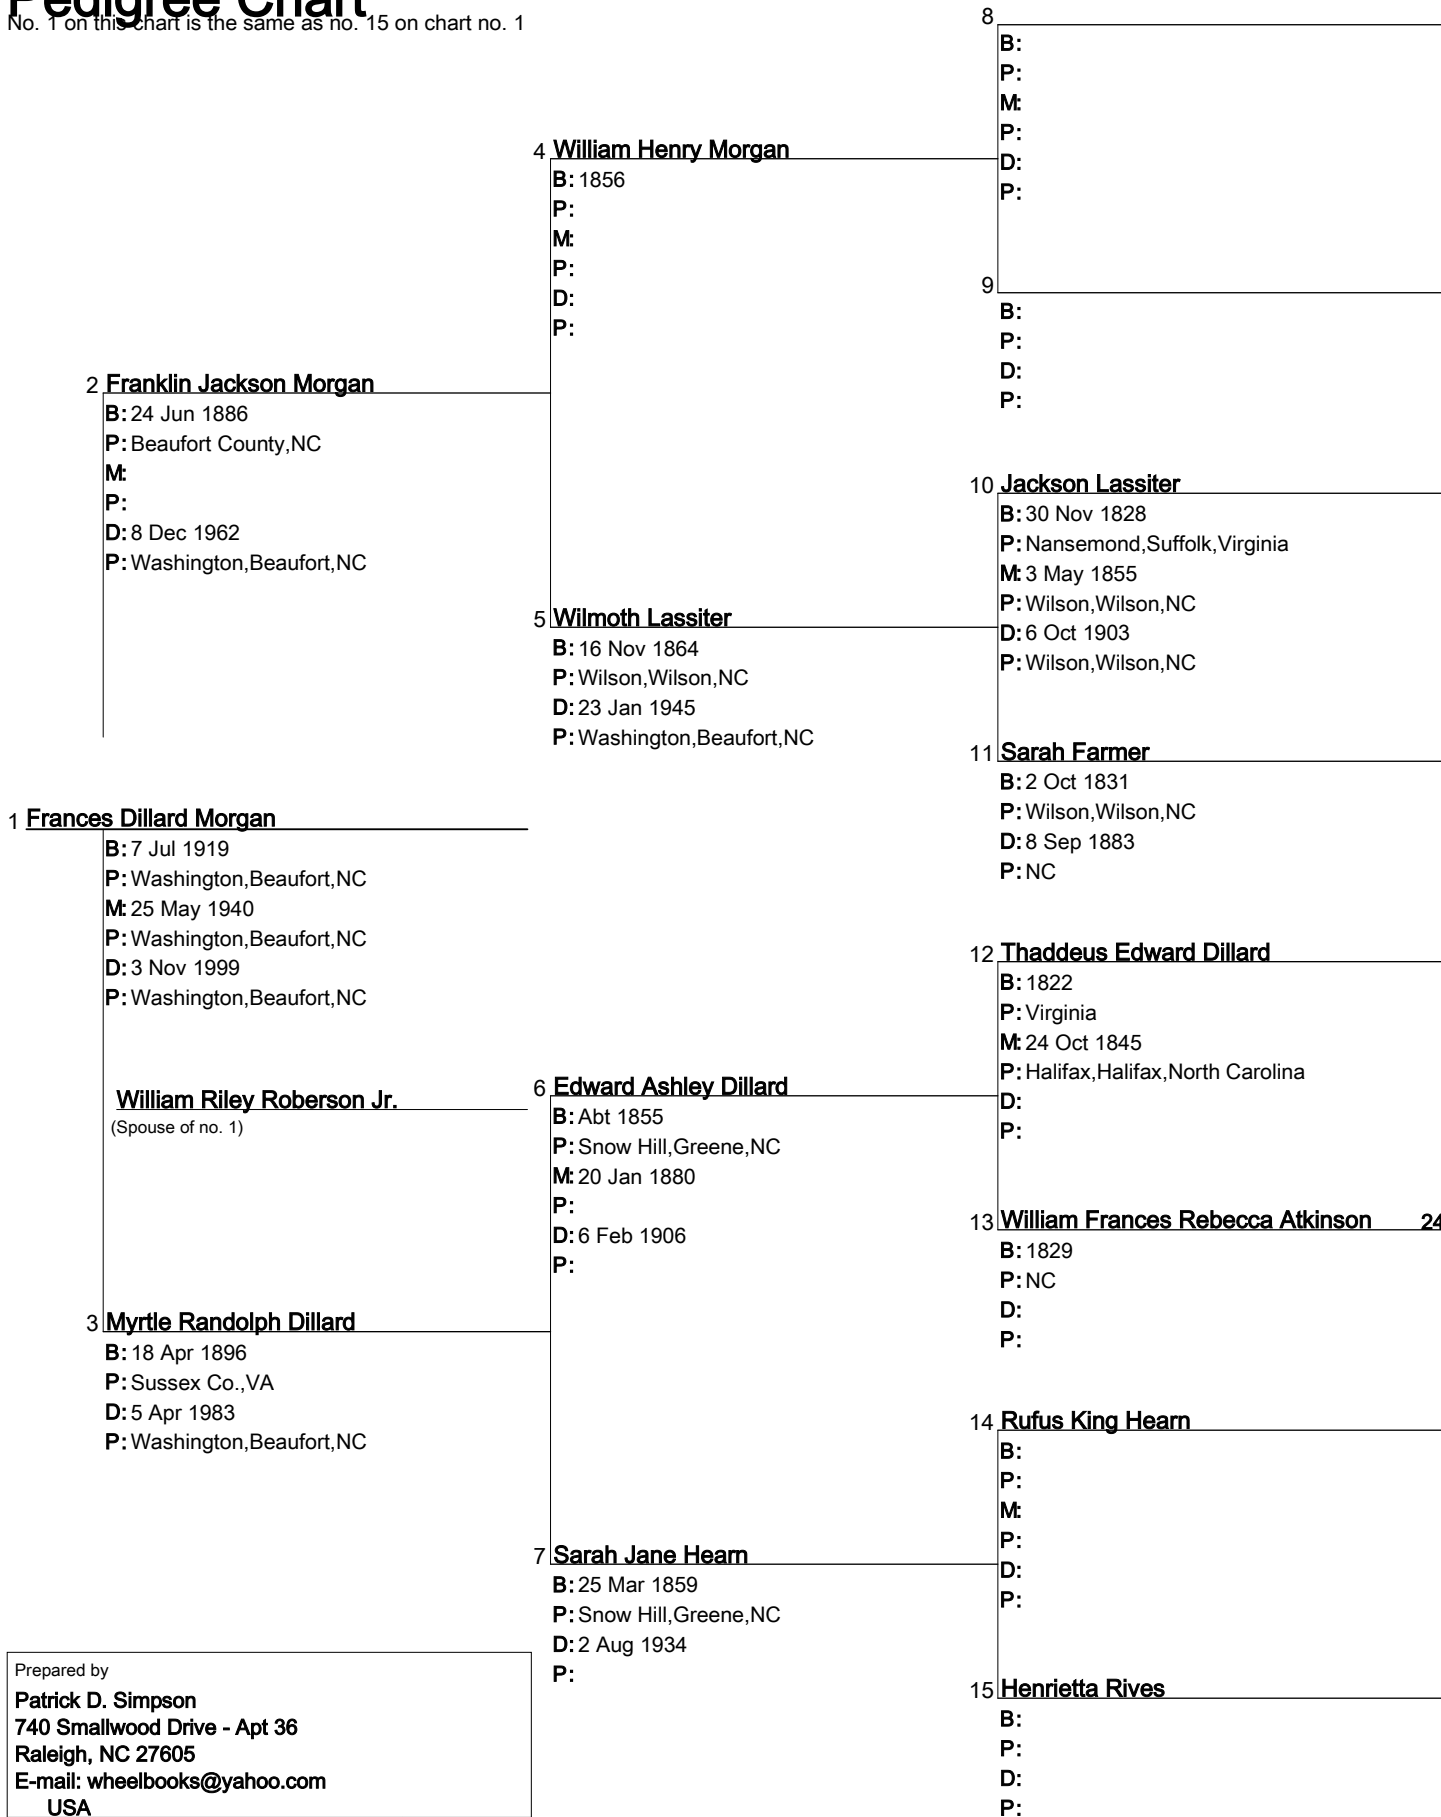 Pedigree Chart
No. 1 on this chart is the same as no. 15 on chart no. 1
8
B:
P:
M:
P:
D:
P:
4 William Henry Morgan
B: 1856
P:
M:
P:
D:
P:
9
B:
P:
D:
P:
2 Franklin Jackson Morgan
B: 24 Jun 1886
P: Beaufort County,NC
M:
P:
D: 8 Dec 1962
P: Washington,Beaufort,NC
10 Jackson Lassiter
B: 30 Nov 1828
P: Nansemond,Suffolk,Virginia
M: 3 May 1855
P: Wilson,Wilson,NC
D: 6 Oct 1903
P: Wilson,Wilson,NC
5 Wilmoth Lassiter
B: 16 Nov 1864
P: Wilson,Wilson,NC
D: 23 Jan 1945
P: Washington,Beaufort,NC
11 Sarah Farmer
B: 2 Oct 1831
P: Wilson,Wilson,NC
D: 8 Sep 1883
P: NC
1 Frances Dillard Morgan
B: 7 Jul 1919
P: Washington,Beaufort,NC
M: 25 May 1940
P: Washington,Beaufort,NC
D: 3 Nov 1999
P: Washington,Beaufort,NC
12 Thaddeus Edward Dillard
B: 1822
P: Virginia
M: 24 Oct 1845
P: Halifax,Halifax,North Carolina
D:
P:
William Riley Roberson Jr.
(Spouse of no. 1)
6 Edward Ashley Dillard
B: Abt 1855
P: Snow Hill,Greene,NC
M: 20 Jan 1880
P:
D: 6 Feb 1906
P:
13 William Frances Rebecca Atkinson 24
B: 1829
P: NC
D:
P:
3 Myrtle Randolph Dillard
B: 18 Apr 1896
P: Sussex Co.,VA
D: 5 Apr 1983
P: Washington,Beaufort,NC
14 Rufus King Hearn
B:
P:
M:
P:
D:
P:
7 Sarah Jane Hearn
B: 25 Mar 1859
P: Snow Hill,Greene,NC
D: 2 Aug 1934
P:
15 Henrietta Rives
B:
P:
D:
P:
Prepared by
Patrick D. Simpson
740 Smallwood Drive - Apt 36
Raleigh, NC 27605
E-mail: wheelbooks@yahoo.com
USA